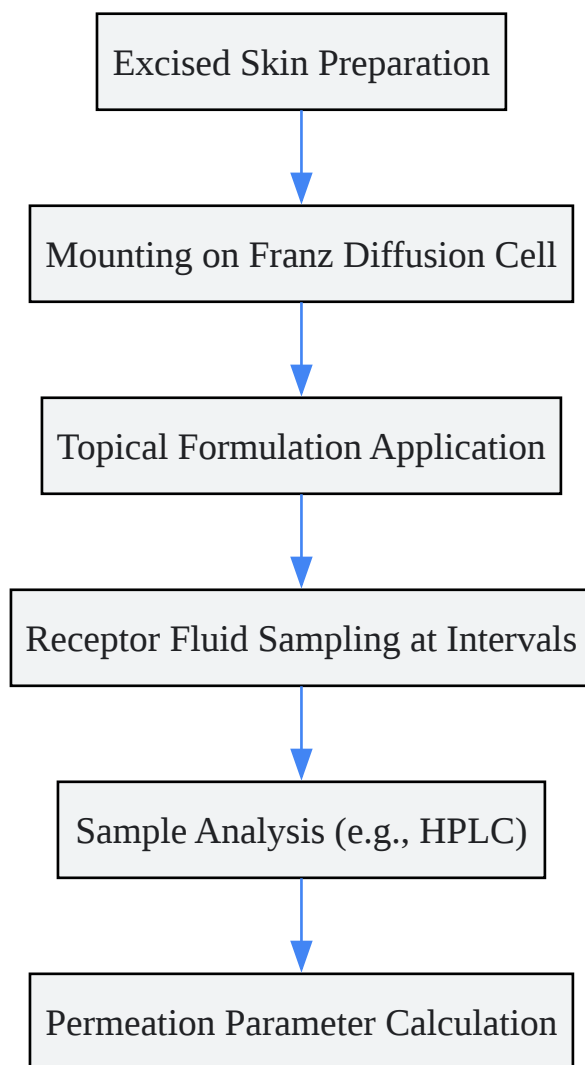 Excised Skin Preparation
Mounting on Franz Diffusion Cell
Topical Formulation Application
Receptor Fluid Sampling at Intervals
Sample Analysis (e.g., HPLC)
Permeation Parameter Calculation